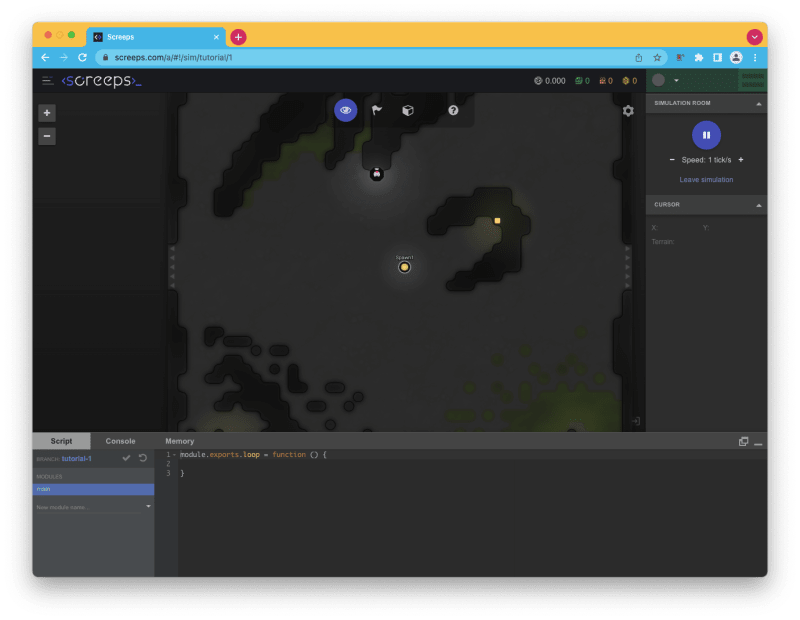 Screeps
screeps.com/a/#!/sim/tutorial/1
screeps
0.000
0
0
0
SIMULATION ROOM
Speed: 1 tick/s
Leave simulation
CURSOR
X:
Y:
Terrain:
Spawn1
Script
Console
Memory
BRANCH: tutorial-1
MODULES
main
New module name...
1 module.exports.loop = function () {
2
3 }